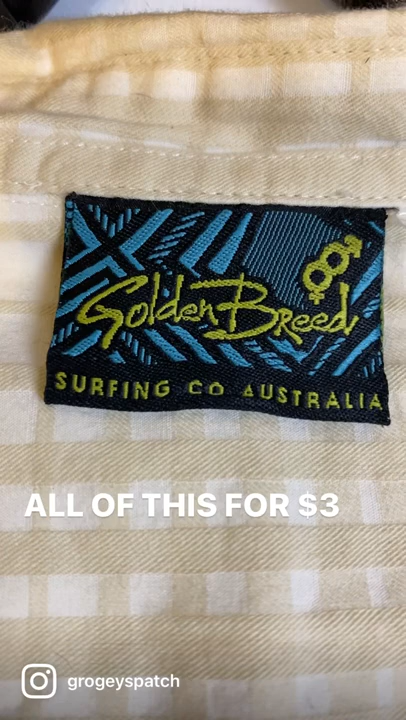 Golden Breed
SURFING CO AUSTRALIA
ALL OF THIS FOR $3
grogeyspatch